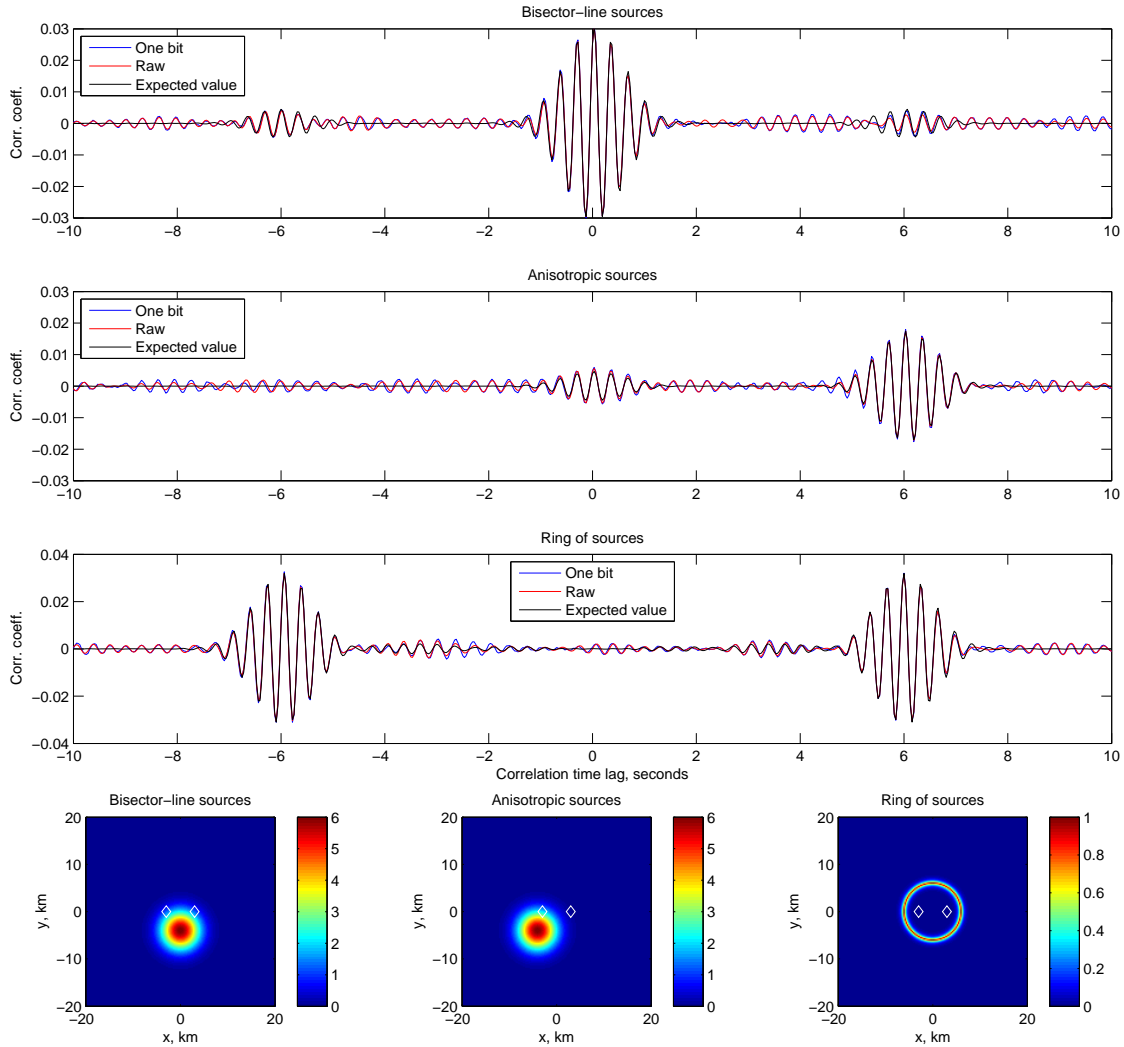 Bisector−line sources
0.03
0.02
0.01
0
−0.01
−0.02
−0.03
Corr. coeff.
One bit
Raw
Expected value
−10 −8 −6 −4 −2 0 2 4 6 8 10
Anisotropic sources
0.03
0.02
0.01
0
−0.01
−0.02
−0.03
Corr. coeff.
One bit
Raw
Expected value
−10 −8 −6 −4 −2 0 2 4 6 8 10
Ring of sources
0.04
0.02
0
−0.02
−0.04
Corr. coeff.
One bit
Raw
Expected value
−10 −8 −6 −4 −2 0 2 4 6 8 10
Correlation time lag, seconds
Bisector−line sources
20
10
0
−10
−20
y, km
−20 0 20
x, km
6
5
4
3
2
1
0
Anisotropic sources
20
10
0
−10
−20
y, km
−20 0 20
x, km
6
5
4
3
2
1
0
Ring of sources
20
10
0
−10
−20
y, km
−20 0 20
x, km
1
0.8
0.6
0.4
0.2
0